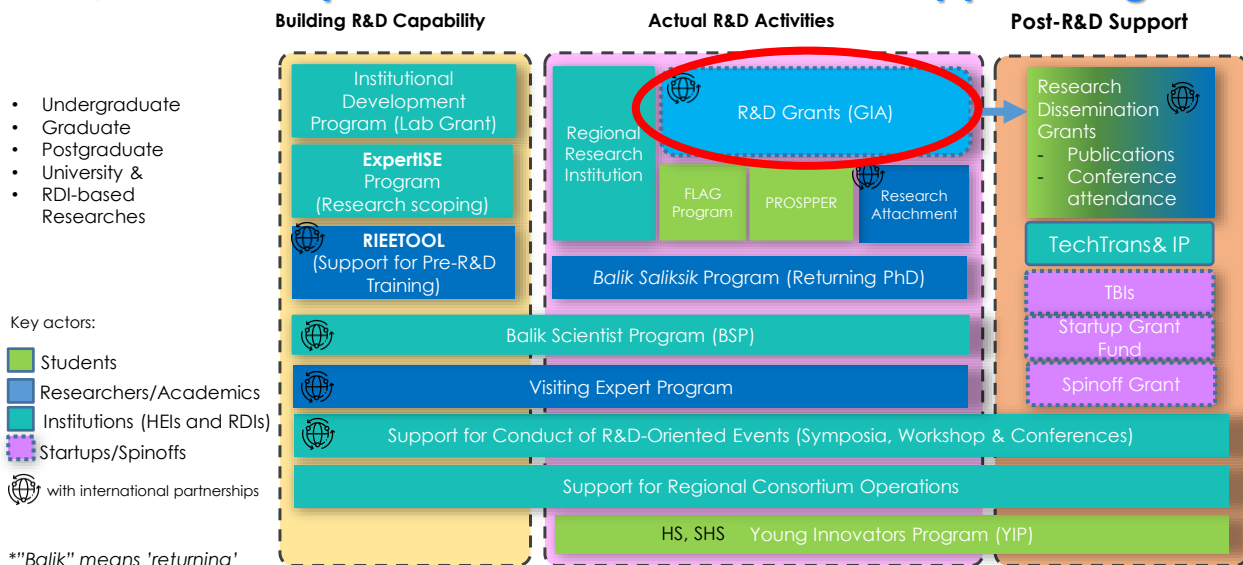 Building R&D Capability
Actual R&D Activities
Post-R&D Support
• Undergraduate
• Graduate
• Postgraduate
• University &
• RDI-based
Researches
Key actors:
Students
Researchers/Academics
Institutions (HEIs and RDIs)
Startups/Spinoffs
with international partnerships
*"Balik" means 'returning'
Institutional
Development
Program (Lab Grant)
ExpertISE
Program
(Research scoping)
RIEETOOL
(Support for Pre-R&D
Training)
Regional
Research
Institution
R&D Grants (GIA)
FLAG
Program
PROSPPER
Research
Attachment
Balik Saliksik Program (Returning PhD)
Research
Dissemination
Grants
- Publications
- Conference
attendance
TechTrans& IP
TBIs
Startup Grant
Fund
Spinoff Grant
Balik Scientist Program (BSP)
Visiting Expert Program
Support for Conduct of R&D-Oriented Events (Symposia, Workshop & Conferences)
Support for Regional Consortium Operations
HS, SHS Young Innovators Program (YIP)